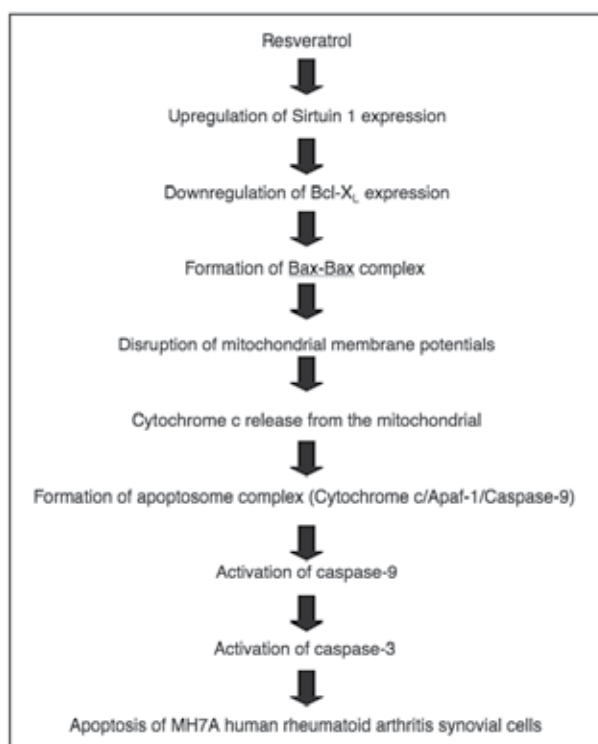 Resveratrol
Upregulation of Sirtuin 1 expression
Downregulation of Bcl-X_L expression
Formation of Bax-Bax complex
Disruption of mitochondrial membrane potentials
Cytochrome c release from the mitochondrial
Formation of apoptosome complex (Cytochrome c/Apaf-1/Caspase-9)
Activation of caspase-9
Activation of caspase-3
Apoptosis of MH7A human rheumatoid arthritis synovial cells